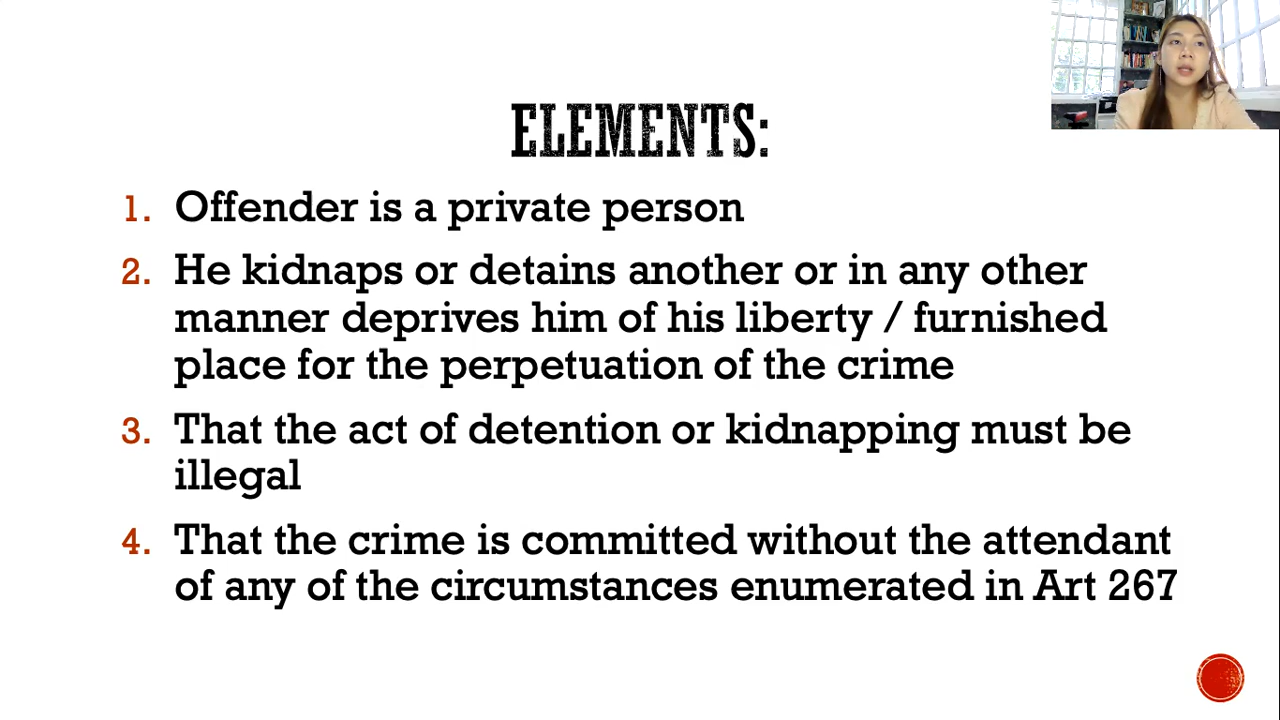 ELEMENTS:
1. Offender is a private person
2. He kidnaps or detains another or in any other
manner deprives him of his liberty / furnished
place for the perpetuation of the crime
3. That the act of detention or kidnapping must be
illegal
4. That the crime is committed without the attendant
of any of the circumstances enumerated in Art 267